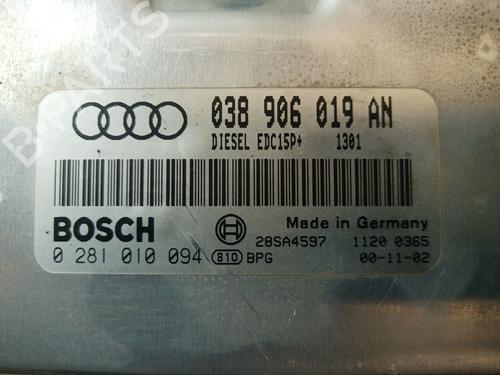 038 906 019 AN
DIESEL EDC15P+ 1301
BOSCH
Made in Germany
28SA4597 1120 0365
0 281 010 094 810 BPG 00-11-02
B-PARTS